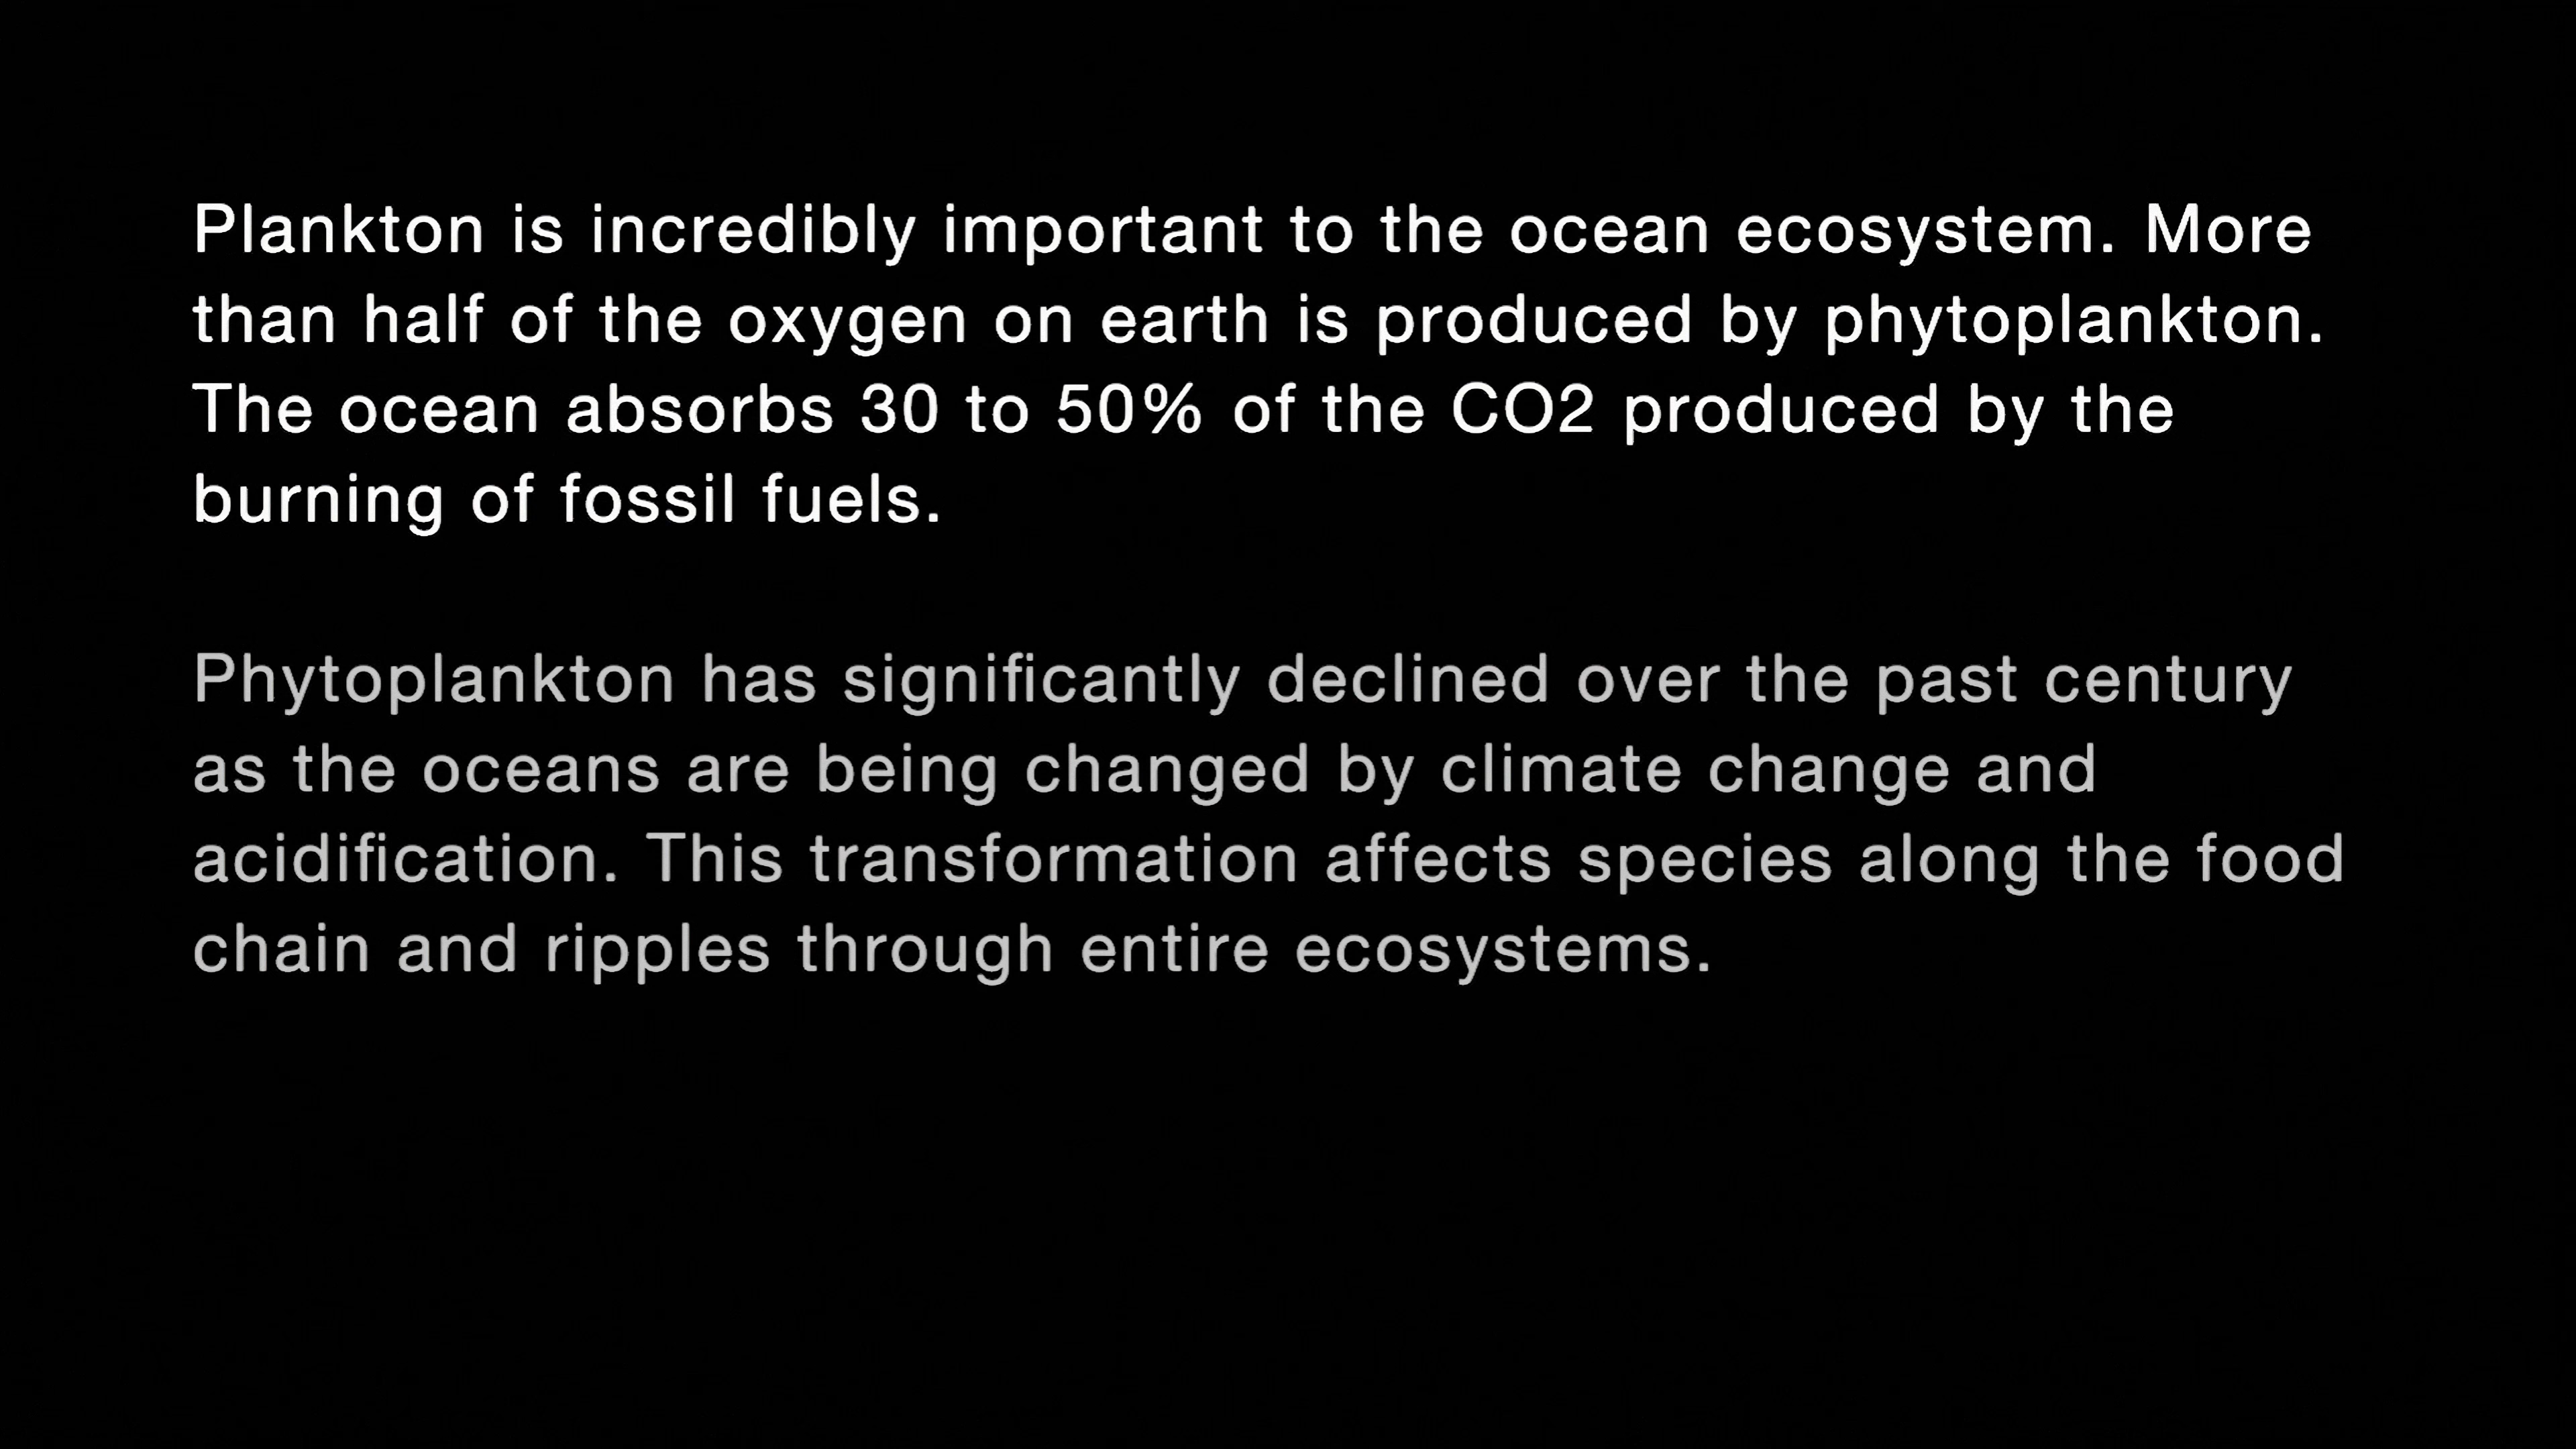 Plankton is incredibly important to the ocean ecosystem. More
than half of the oxygen on earth is produced by phytoplankton.
The ocean absorbs 30 to 50% of the CO2 produced by the
burning of fossil fuels.
Phytoplankton has significantly declined over the past century
as the oceans are being changed by climate change and
acidification. This transformation affects species along the food
chain and ripples through entire ecosystems.